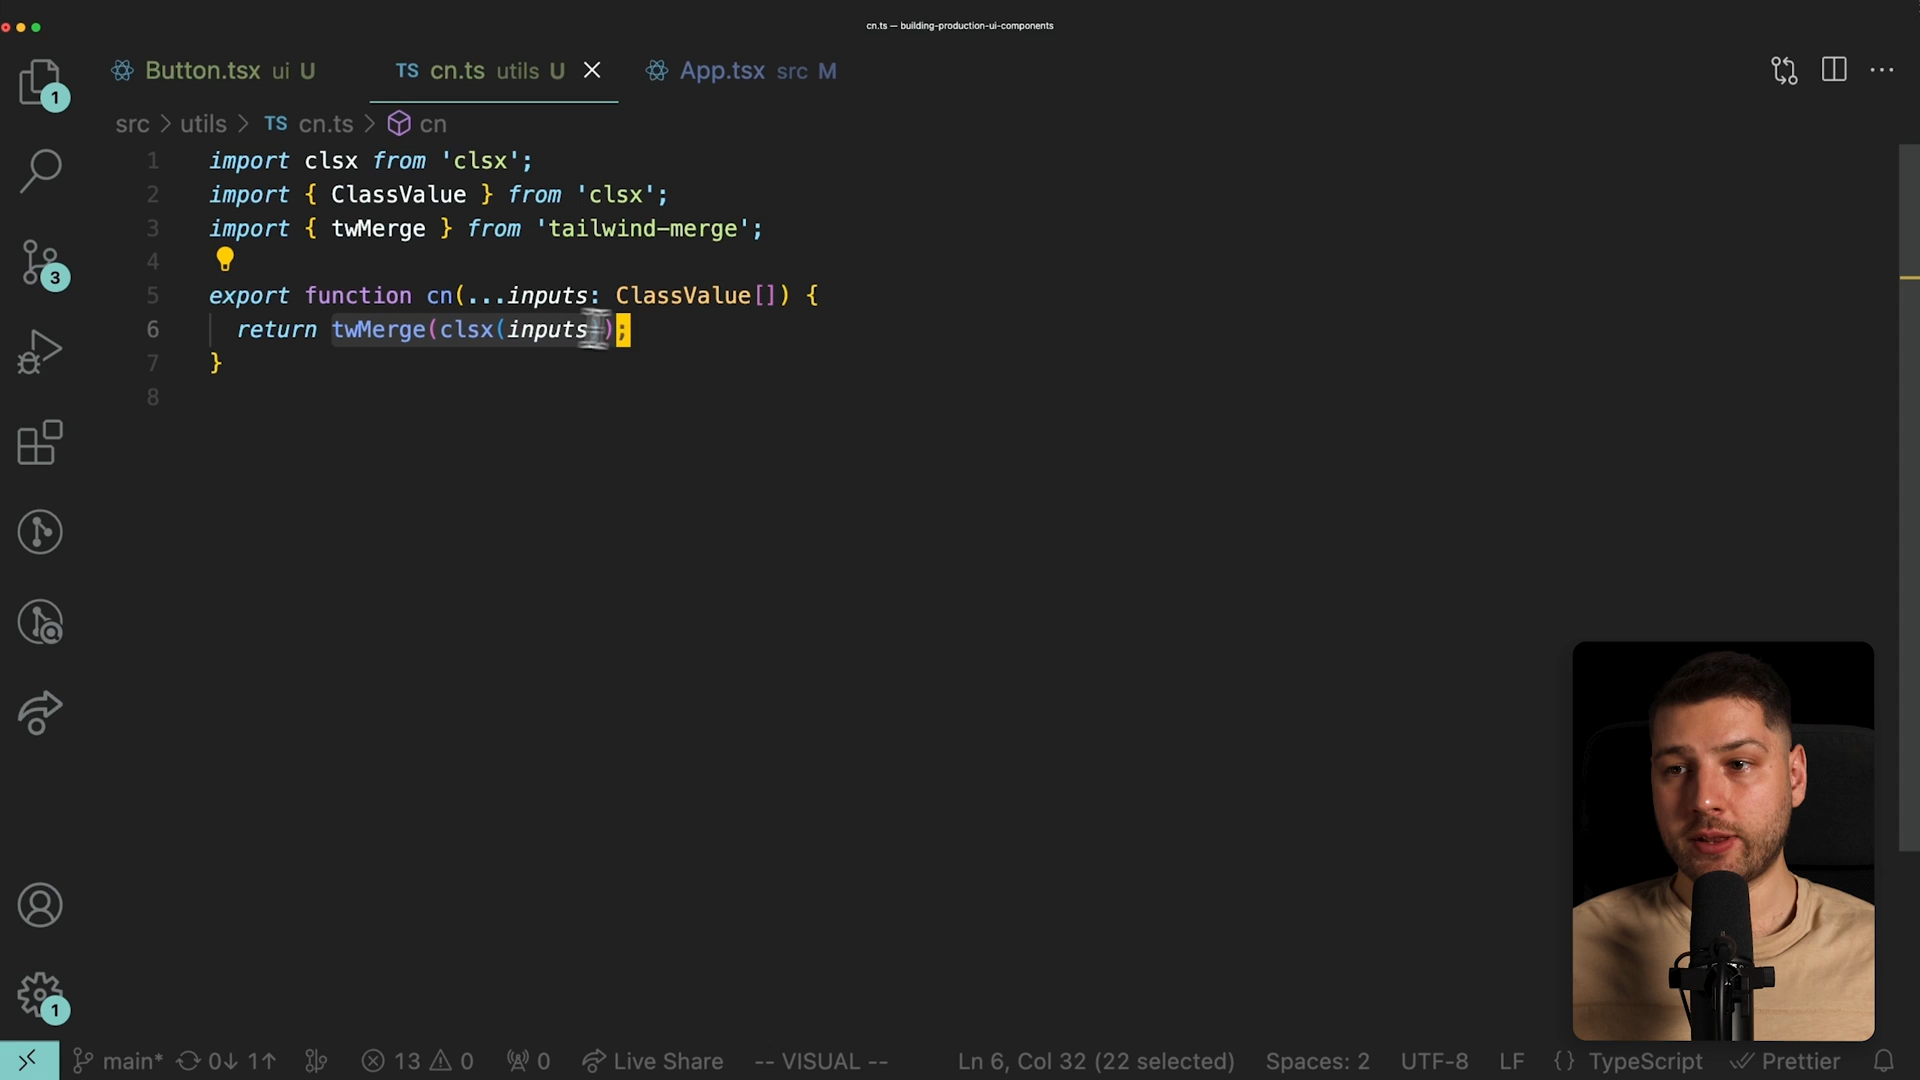 cn.ts — building-production-ui-components
Button.tsx ui U
TS cn.ts utils U
App.tsx src M
src > utils > TS cn.ts > cn
1 import clsx from 'clsx';
2 import { ClassValue } from 'clsx';
3 import { twMerge } from 'tailwind-merge';
4
5 export function cn(...inputs: ClassValue[]) {
6 return twMerge(clsx(inputs);
7 }
8
1
3
1
main* 0↓ 1↑ 13 0 0 Live Share -- VISUAL -- Ln 6, Col 32 (22 selected) Spaces: 2 UTF-8 LF {} TypeScript Prettier